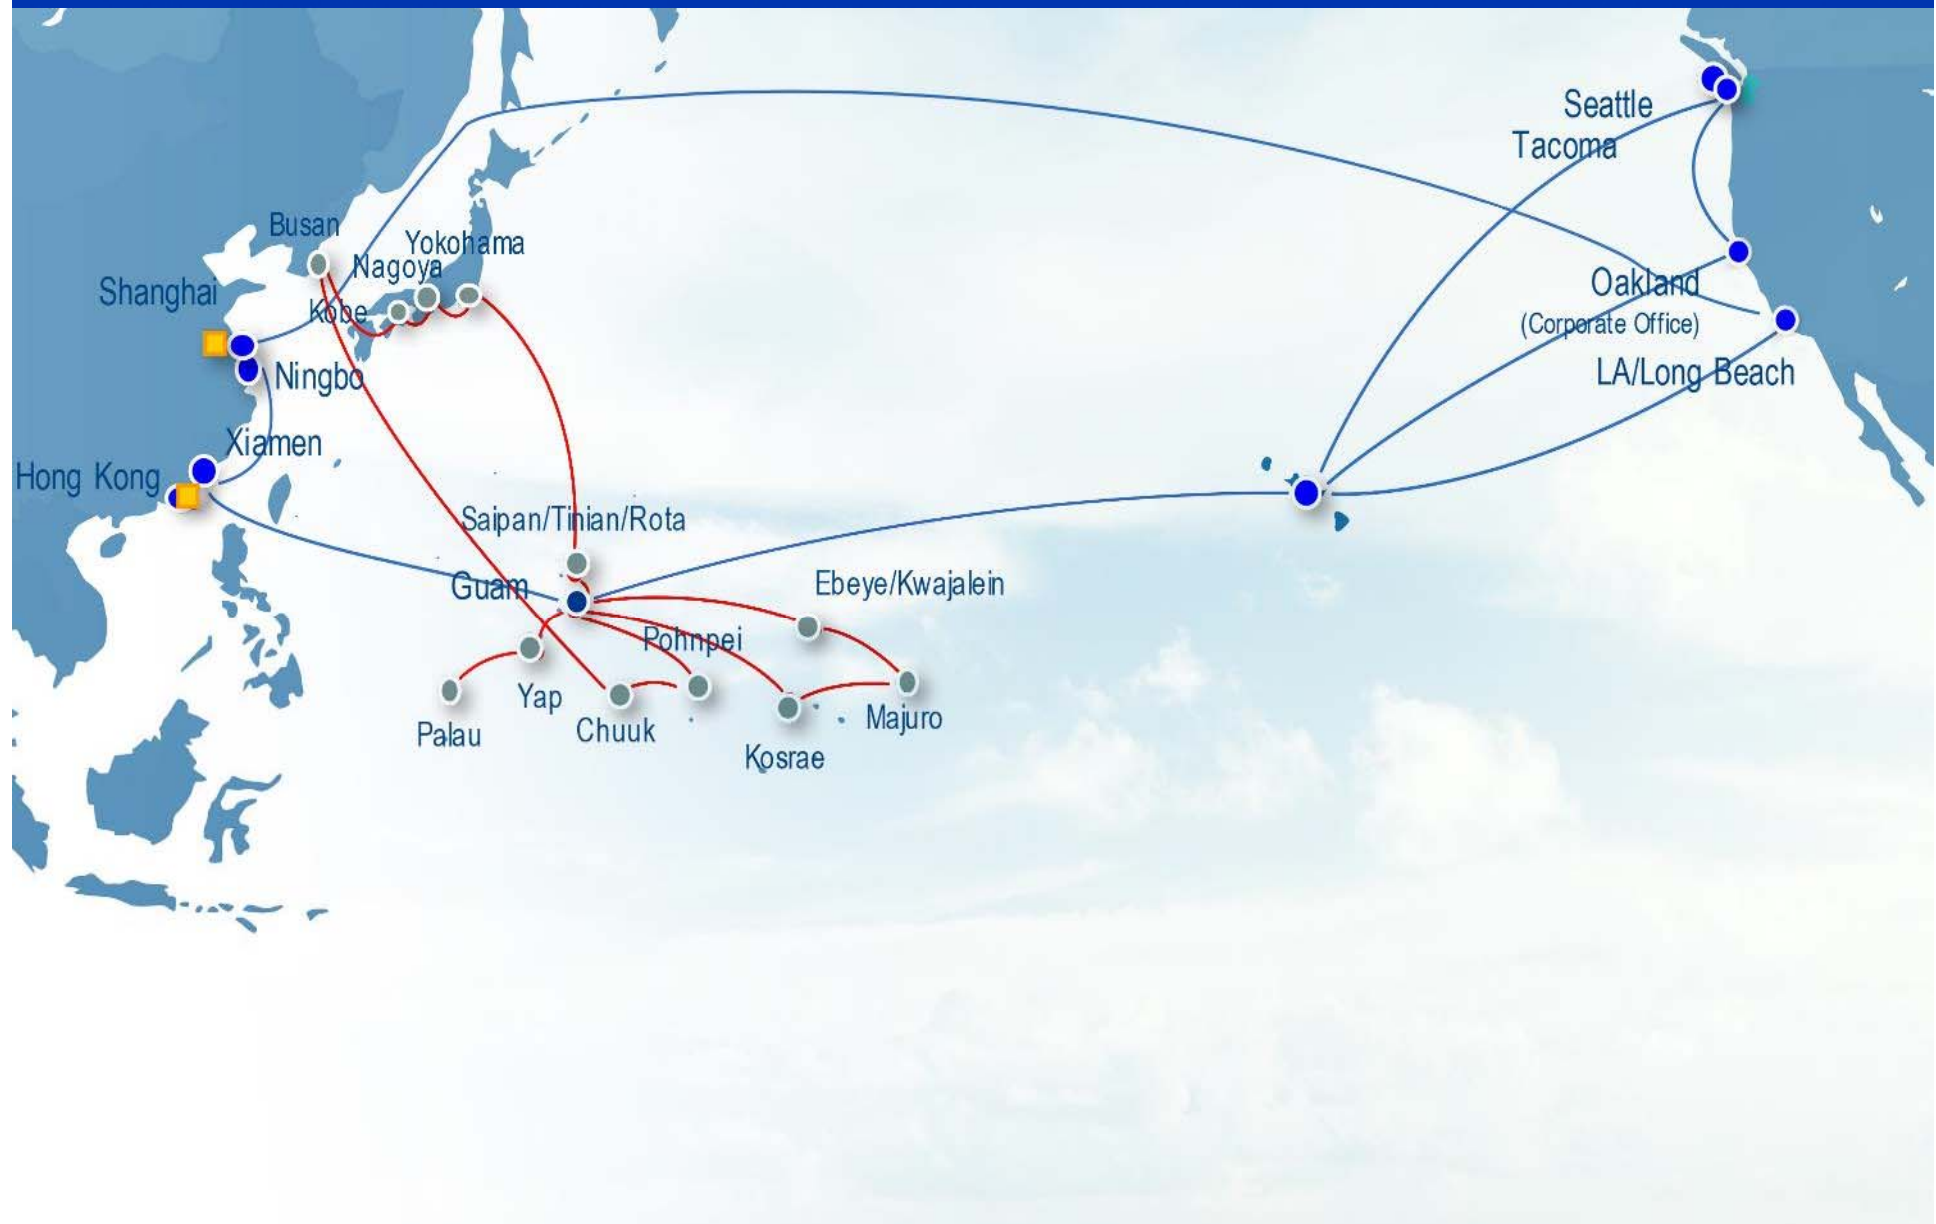 Seattle
Tacoma
Busan
Yokohama
Nagoya
Shanghai
Kobe
Oakland
(Corporate Office)
Ningbo
LA/Long Beach
Xiamen
Hong Kong
Saipan/Tinian/Rota
Guam
Ebeye/Kwajalein
Pohnpei
Yap
Palau
Chuuk
Majuro
Kosrae